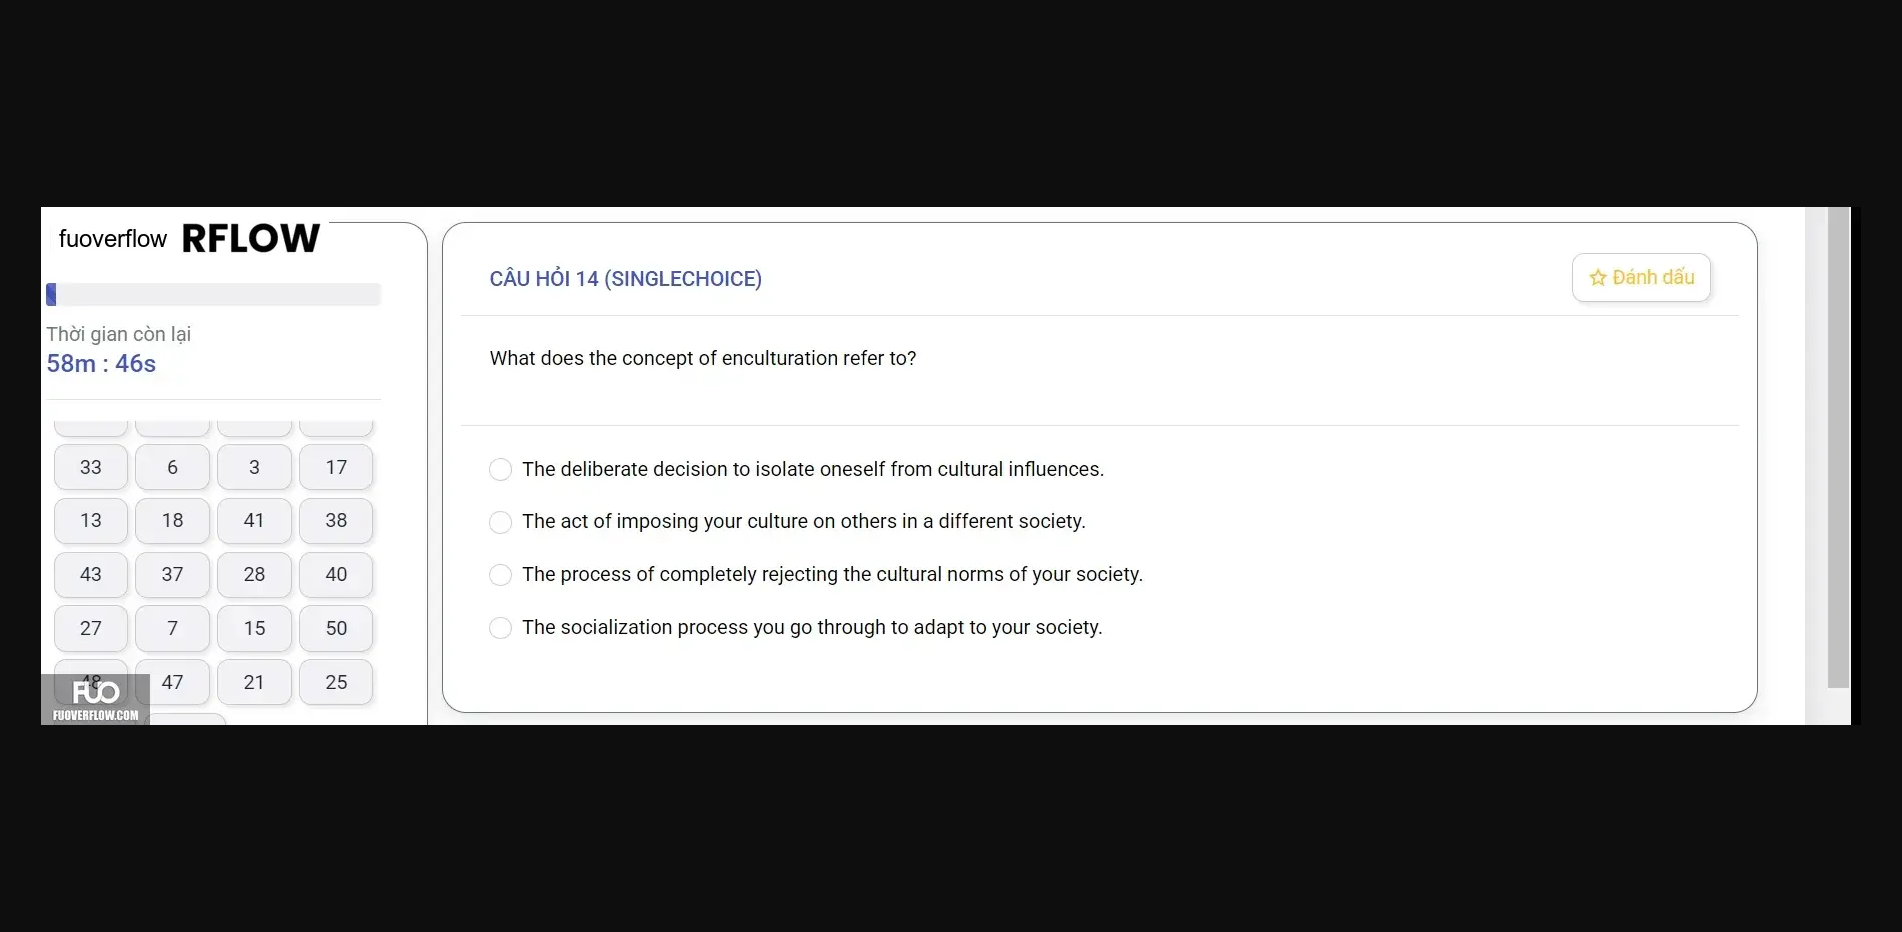 fuoverflow RFLOW
Thời gian còn lại
58m : 46s
33 6 3 17
13 18 41 38
43 37 28 40
27 7 15 50
48 47 21 25
FUO
FUOVERFLOW.COM
CÂU HỎI 14 (SINGLECHOICE)
Đánh dấu
What does the concept of enculturation refer to?
The deliberate decision to isolate oneself from cultural influences.
The act of imposing your culture on others in a different society.
The process of completely rejecting the cultural norms of your society.
The socialization process you go through to adapt to your society.